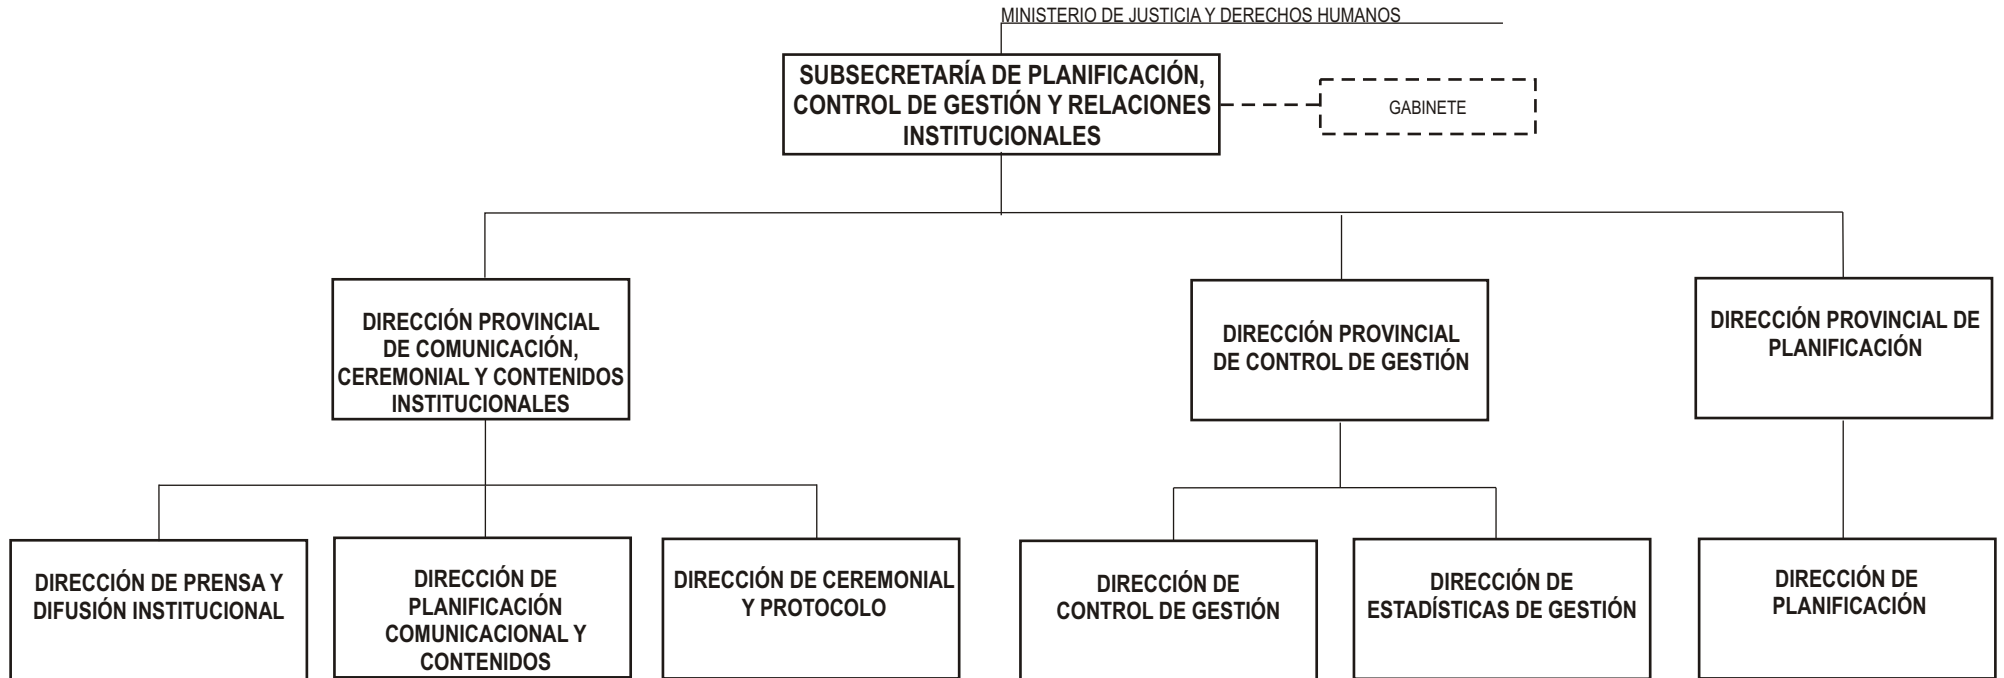 MINISTERIO DE JUSTICIA Y DERECHOS HUMANOS
SUBSECRETARÍA DE PLANIFICACIÓN,
CONTROL DE GESTIÓN Y RELACIONES
INSTITUCIONALES
GABINETE
DIRECCIÓN PROVINCIAL
DE COMUNICACIÓN,
CEREMONIAL Y CONTENIDOS
INSTITUCIONALES
DIRECCIÓN PROVINCIAL
DE CONTROL DE GESTIÓN
DIRECCIÓN PROVINCIAL DE
PLANIFICACIÓN
DIRECCIÓN DE PRENSA Y
DIFUSIÓN INSTITUCIONAL
DIRECCIÓN DE
PLANIFICACIÓN
COMUNICACIONAL Y
CONTENIDOS
DIRECCIÓN DE CEREMONIAL
Y PROTOCOLO
DIRECCIÓN DE
CONTROL DE GESTIÓN
DIRECCIÓN DE
ESTADÍSTICAS DE GESTIÓN
DIRECCIÓN DE
PLANIFICACIÓN